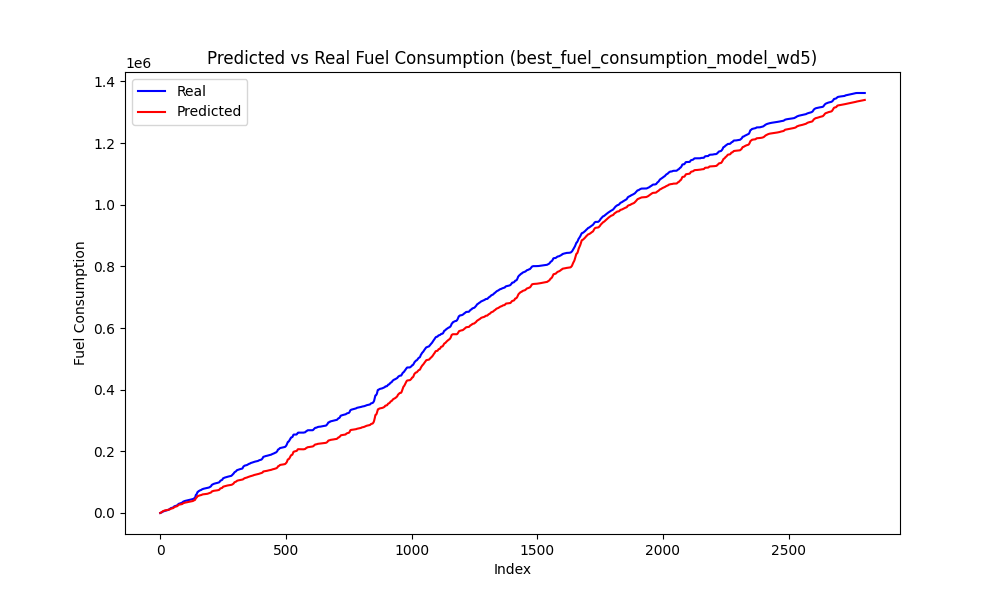 Predicted vs Real Fuel Consumption (best_fuel_consumption_model_wd5)
1e6
Real
Predicted
1.4
1.2
1.0
0.8
0.6
0.4
0.2
0.0
Fuel Consumption
0
500
1000
1500
2000
2500
Index